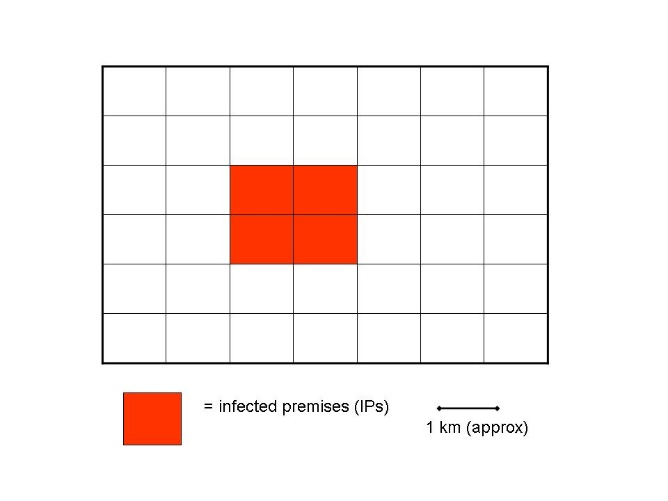 = infected premises (IPs)
1 km (approx)